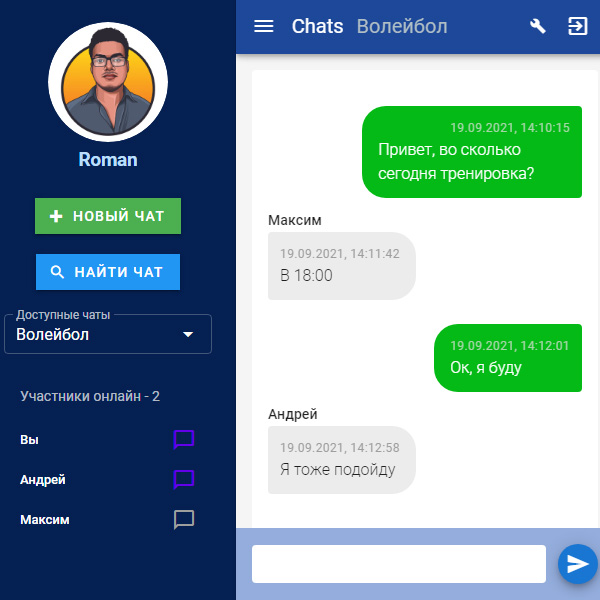 Roman
НОВЫЙ ЧАТ
НАЙТИ ЧАТ
Доступные чаты
Волейбол
Участники онлайн - 2
Вы
Андрей
Максим
Chats Волейбол
19.09.2021, 14:10:15
Привет, во сколько
сегодня тренировка?
Максим
19.09.2021, 14:11:42
В 18:00
19.09.2021, 14:12:01
Ок, я буду
Андрей
19.09.2021, 14:12:58
Я тоже подойду